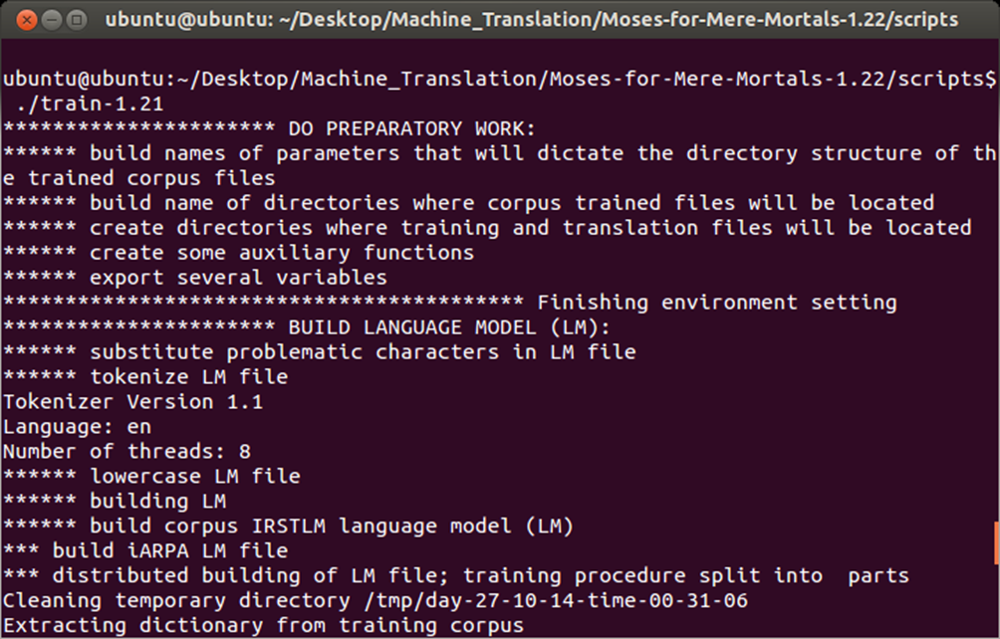 ubuntu@ubuntu: ~/Desktop/Machine_Translation/Moses-for-Mere-Mortals-1.22/scripts
ubuntu@ubuntu:~/Desktop/Machine_Translation/Moses-for-Mere-Mortals-1.22/scripts$
 ./train-1.21
********************** DO PREPARATORY WORK:
****** build names of parameters that will dictate the directory structure of th
e trained corpus files
****** build name of directories where corpus trained files will be located
****** create directories where training and translation files will be located
****** create some auxiliary functions
****** export several variables
****************************************** Finishing environment setting
********************** BUILD LANGUAGE MODEL (LM):
****** substitute problematic characters in LM file
****** tokenize LM file
Tokenizer Version 1.1
Language: en
Number of threads: 8
****** lowercase LM file
****** building LM
****** build corpus IRSTLM language model (LM)
*** build iARPA LM file
*** distributed building of LM file; training procedure split into  parts
Cleaning temporary directory /tmp/day-27-10-14-time-00-31-06
Extracting dictionary from training corpus